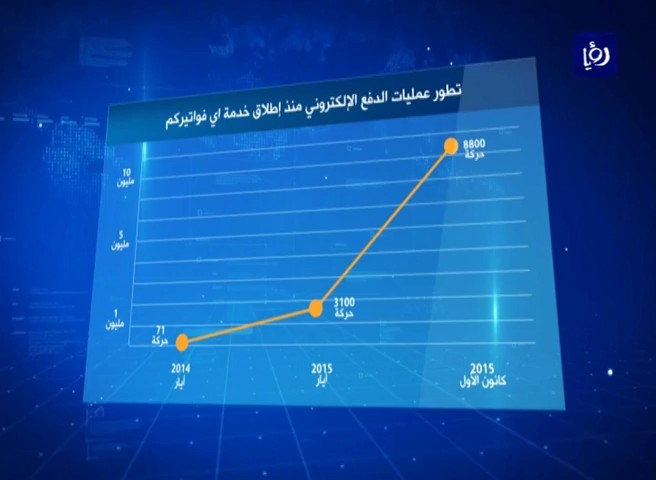 رؤيا
تطور عمليات الدفع الإلكتروني منذ إطلاق خدمة اي فواتيركم
10
مليون
5
مليون
1
مليون
71
حركة
3100
حركة
8800
حركة
2014
أيار
2015
أيار
2015
كانون الأول